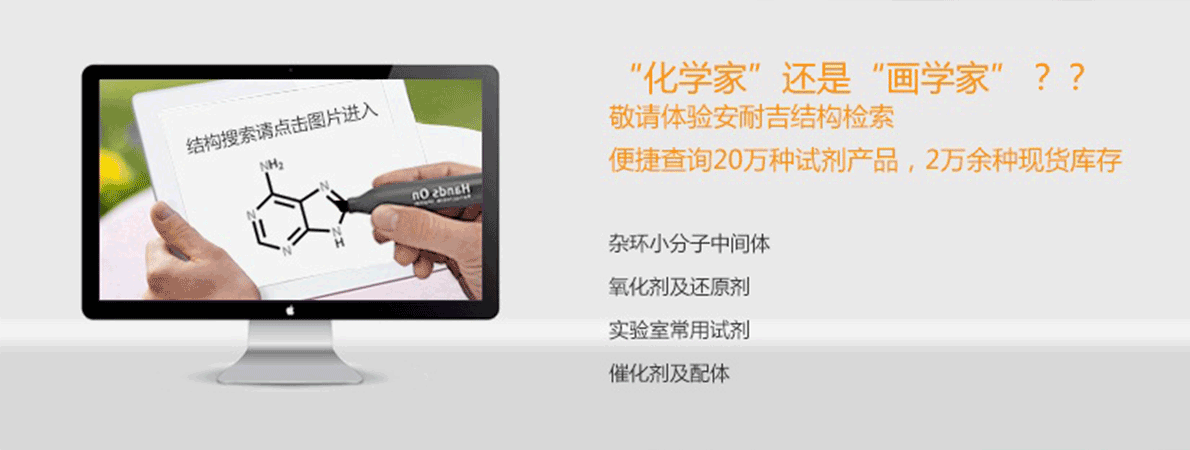 结构搜索请点击图片进入
NH2
N
N
N
N
H
Hands On
“化学家”还是“画学家”？？
敬请体验安耐吉结构检索
便捷查询20万种试剂产品，2万余种现货库存
杂环小分子中间体
氧化剂及还原剂
实验室常用试剂
催化剂及配体